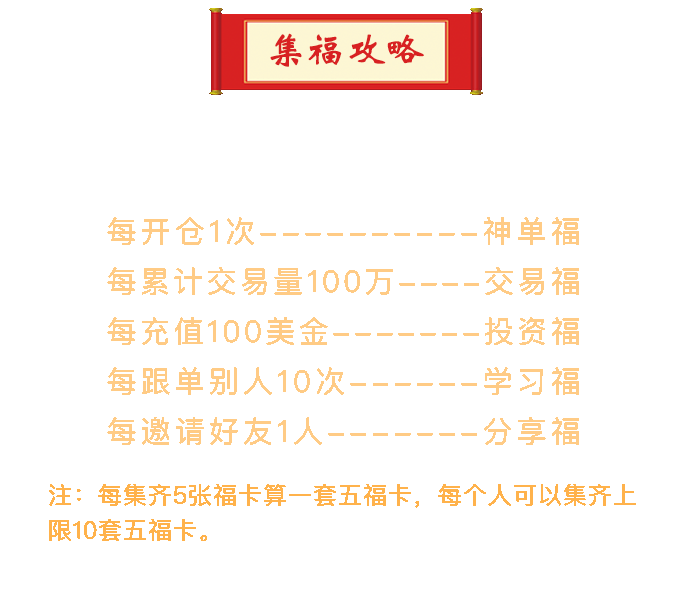 集福攻略
每开仓1次----------神单福
每累计交易量100万----交易福
每充值100美金-------投资福
每跟单别人10次------学习福
每邀请好友1人-------分享福
注：每集齐5张福卡算一套五福卡，每个人可以集齐上
限10套五福卡。